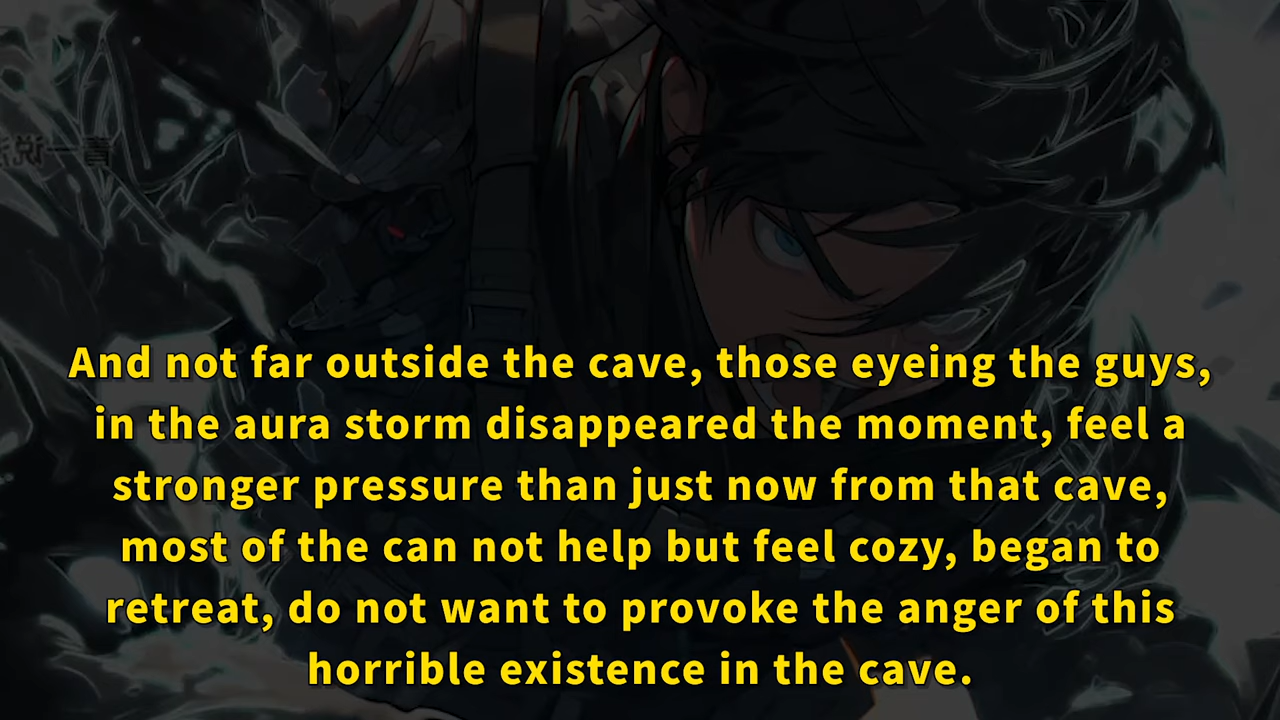 And not far outside the cave, those eyeing the guys,
in the aura storm disappeared the moment, feel a
stronger pressure than just now from that cave,
most of the can not help but feel cozy, began to
retreat, do not want to provoke the anger of this
horrible existence in the cave.